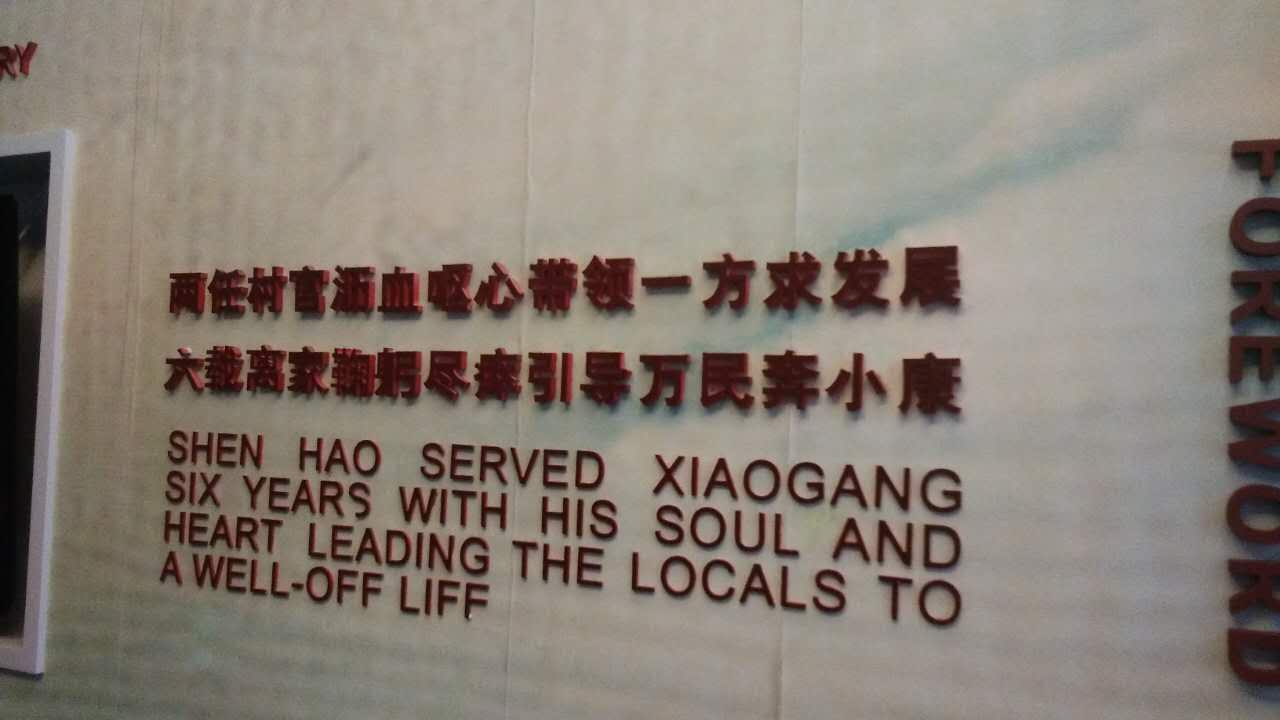 RY
两任村官沥血呕心带领一方求发展
六载离家鞠躬尽瘁引导万民奔小康
SHEN HAO SERVED XIAOGANG
SIX YEARS WITH HIS SOUL AND
HEART LEADING THE LOCALS TO
A WELL-OFF LIFE
FOREWORD